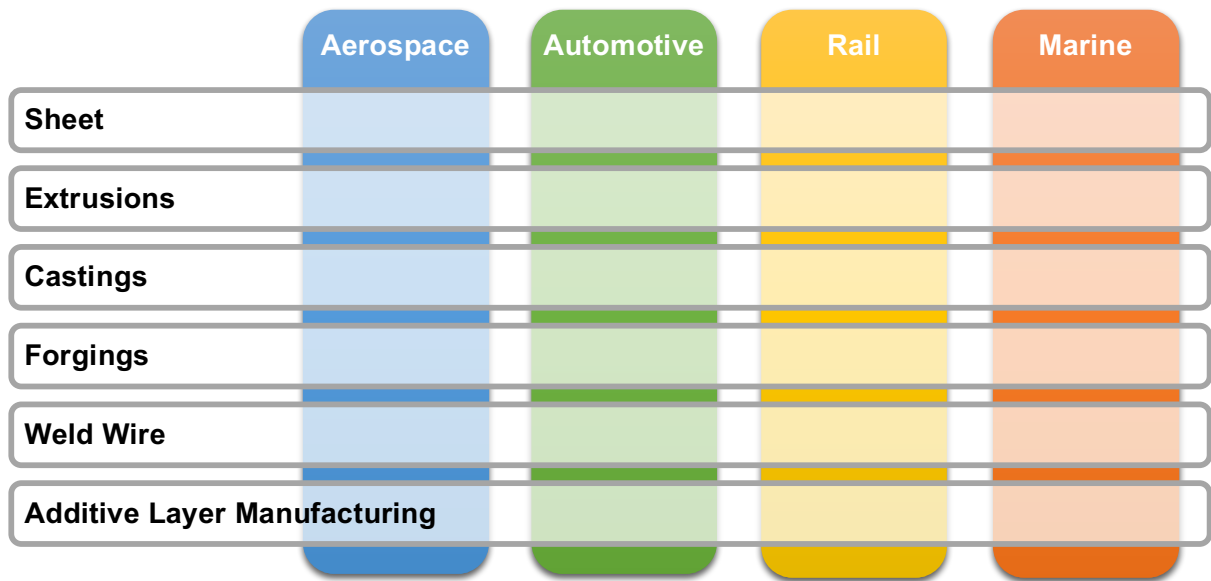 Aerospace Automotive Rail Marine
Sheet
Extrusions
Castings
Forgings
Weld Wire
Additive Layer Manufacturing